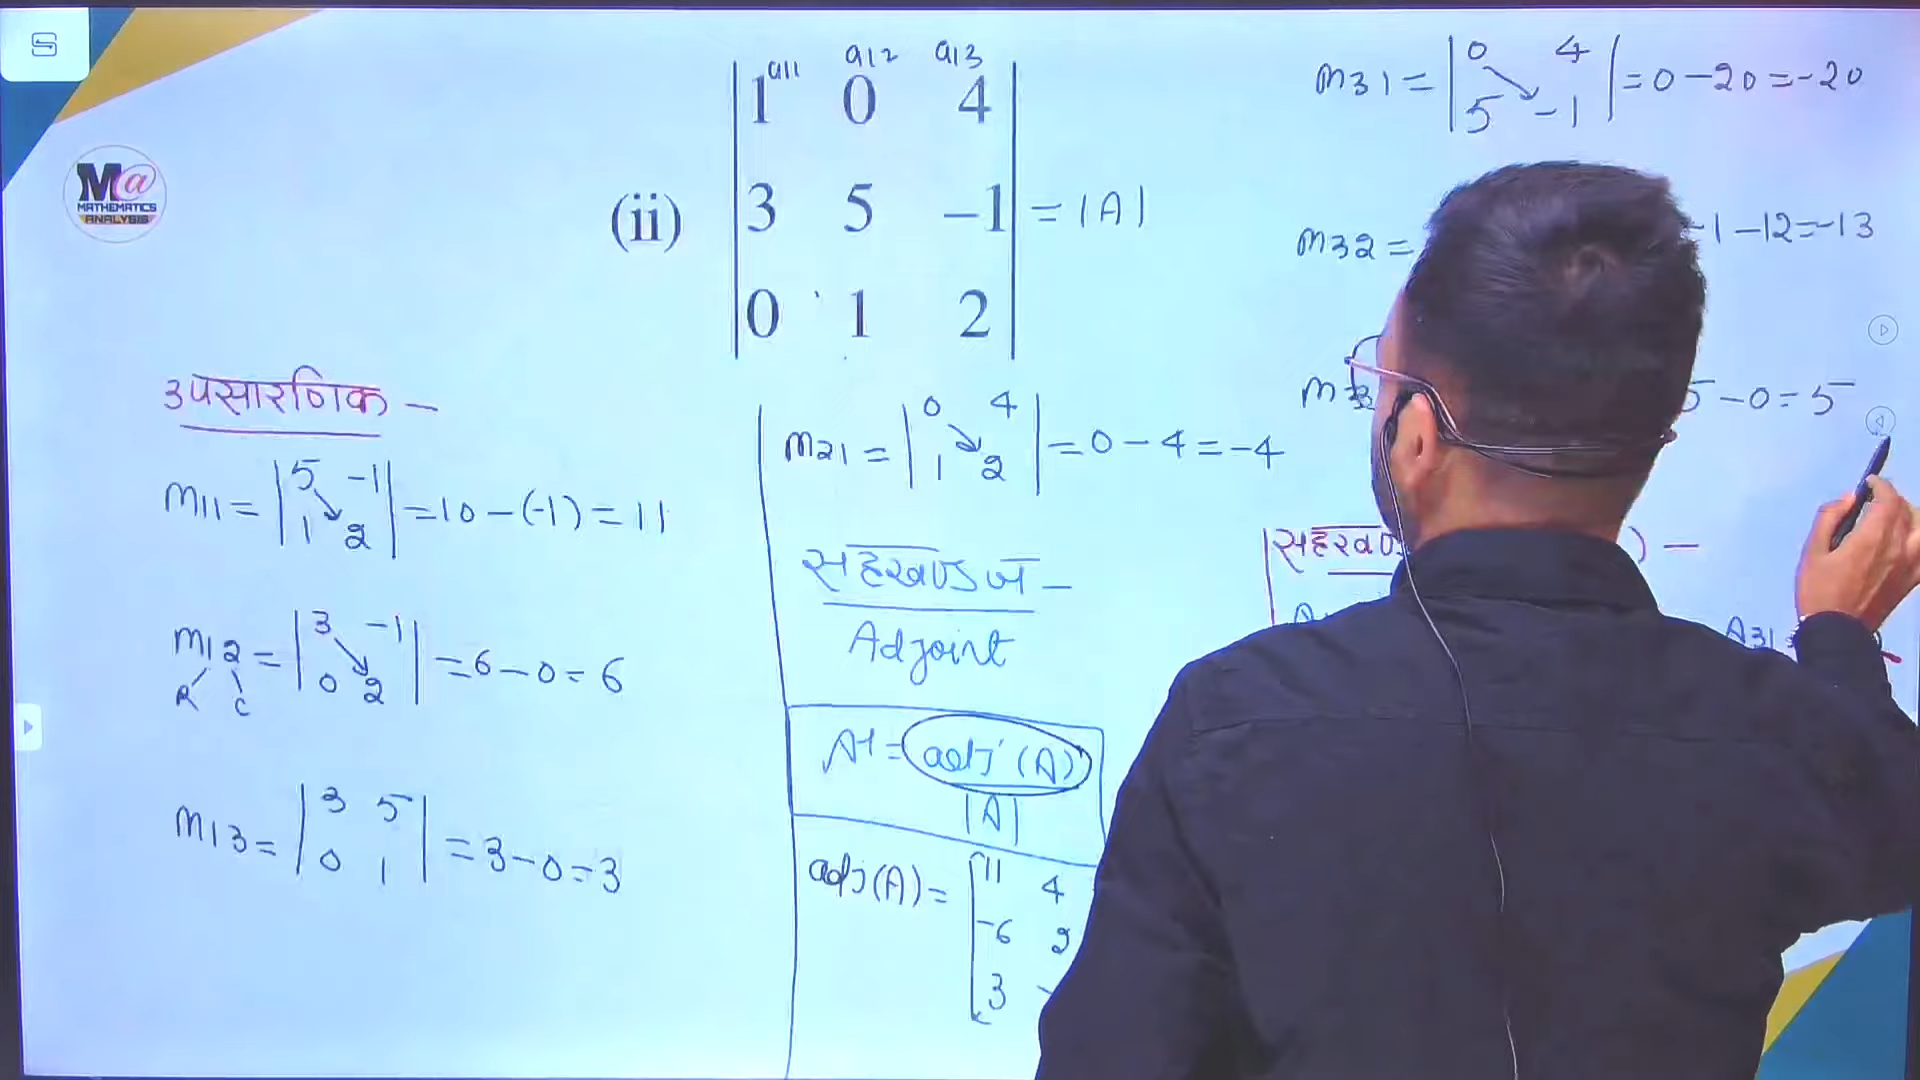 a11 a12 a13
1 0 4
(ii) 3 5 -1 = |A|
0 1 2
M@
MATHEMATICS
ANALYSIS
उपसारणिक -
m11 = |5 -1| = 10 - (-1) = 11
1 2
m12 = |3 -1| = 6 - 0 = 6
R C 0 2
m13 = |3 5| = 3 - 0 = 3
0 1
m21 = |0 4| = 0 - 4 = -4
1 2
सहखण्डज -
Adjoint
A-1 = adj (A)
|A|
adj(A) = 11 4
-6 2
3 -
m31 = |0 4| = 0 - 20 = -20
5 -1
m32 = -1 - 12 = -13
5 - 0 = 5
) -
A31